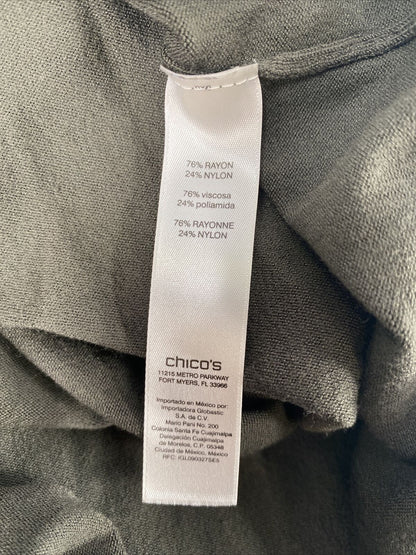 76% RAYON
24% NYLON
76% viscosa
24% poliamida
76% RAYONNE
24% NYLON
chico's
11215 METRO PARKWAY
FORT MYERS, FL 33966
Importado en México por:
Importadora Globastic
S.A. de C.V.
Mario Pani No. 200
Colonia Santa Fe Cuajimalpa
Delegación Cuajimalpa
de Morelos, C.P. 05348
Ciudad de México, México
RFC: IGL090327SE5